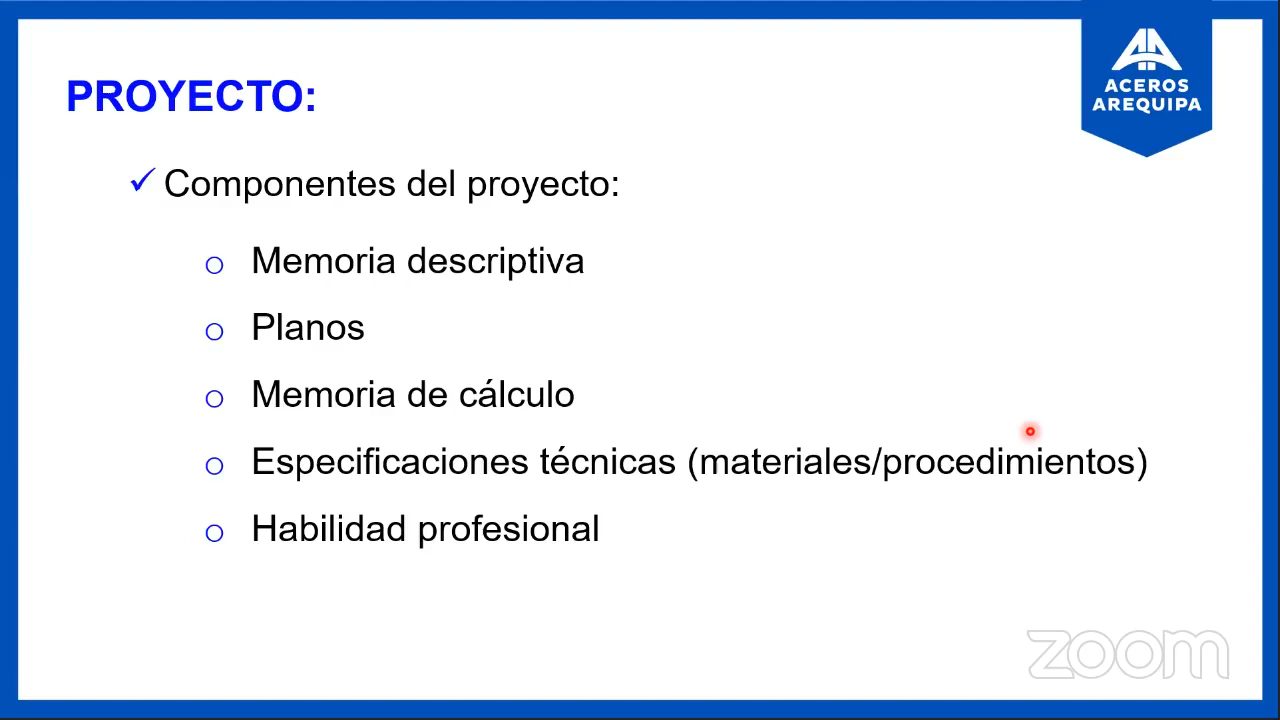 ACEROS
AREQUIPA
PROYECTO:
Componentes del proyecto:
Memoria descriptiva
Planos
Memoria de cálculo
Especificaciones técnicas (materiales/procedimientos)
Habilidad profesional
zoom